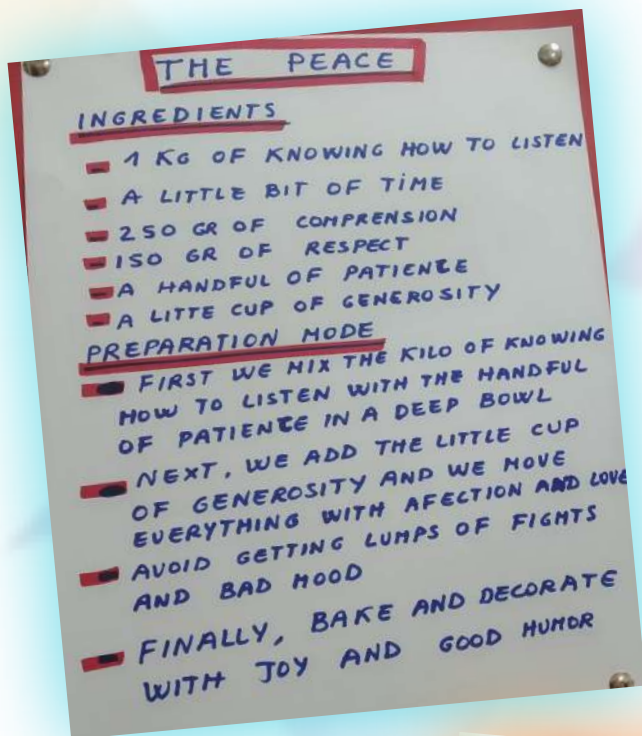 THE PEACE
INGREDIENTS
1 KG OF KNOWING HOW TO LISTEN
A LITTLE BIT OF TIME
250 GR OF COMPRENSION
150 GR OF RESPECT
A HANDFUL OF PATIENCE
A LITTE CUP OF GENEROSITY
PREPARATION MODE
FIRST WE MIX THE KILO OF KNOWING
HOW TO LISTEN WITH THE HANDFUL
OF PATIENCE IN A DEEP BOWL
NEXT, WE ADD THE LITTLE CUP
OF GENEROSITY AND WE MOVE
EVERYTHING WITH AFECTION AND LOVE
AVOID GETTING LUMPS OF FIGHTS
AND BAD MOOD
FINALLY, BAKE AND DECORATE
WITH JOY AND GOOD HUMOR